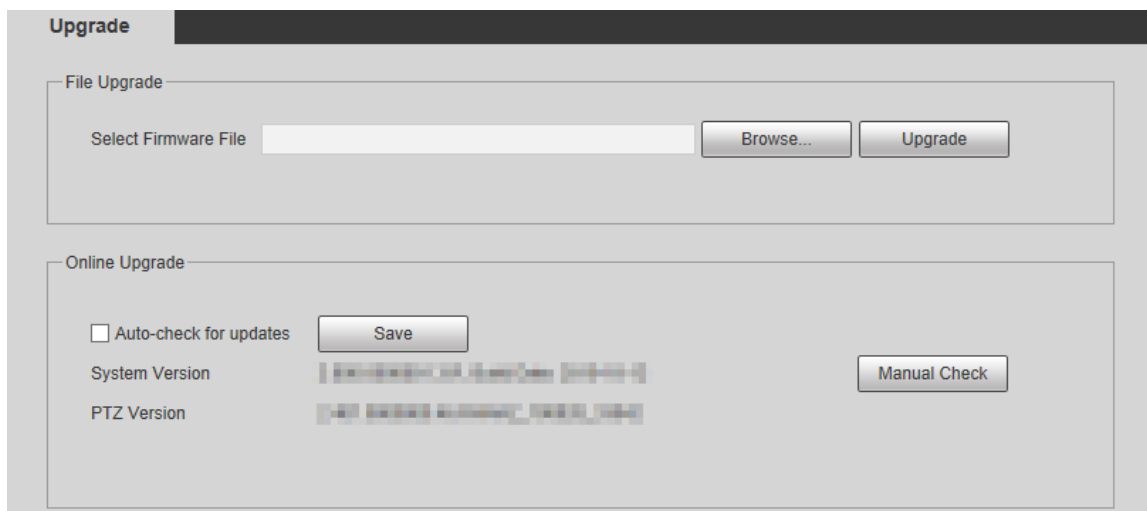 Upgrade
File Upgrade
Select Firmware File Browse... Upgrade
Online Upgrade
Auto-check for updates Save
System Version Manual Check
PTZ Version